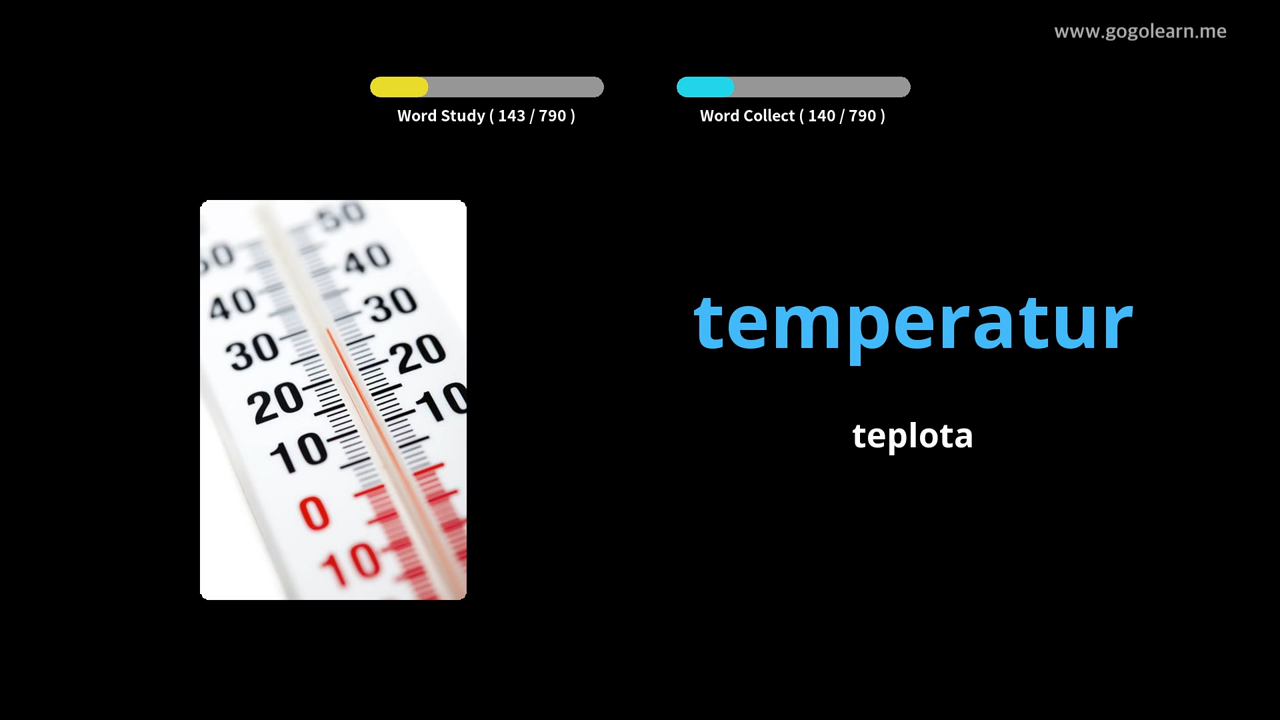 www.gogolearn.me
Word Study ( 143 / 790 )
Word Collect ( 140 / 790 )
50
50
40
40
30
30
20
20
10
10
0
10
temperatur
teplota